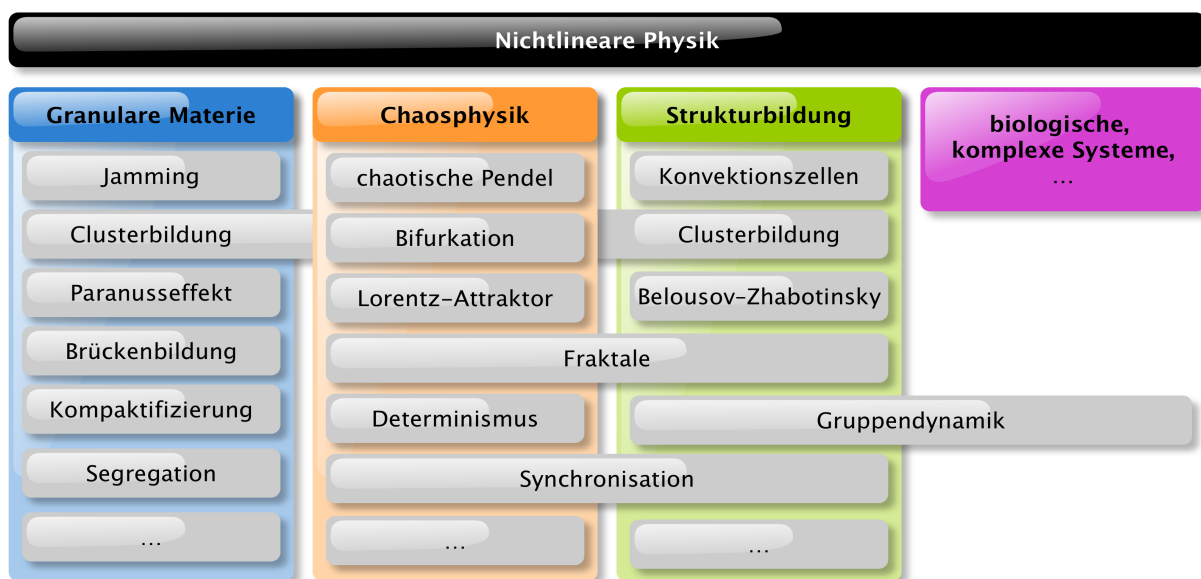 Nichtlineare Physik
Granulare Materie
Jamming
Clusterbildung
Paranusseffekt
Brückenbildung
Kompaktifizierung
Segregation
...
Chaosphysik
chaotische Pendel
Bifurkation
Lorentz-Attraktor
Fraktale
Determinismus
Synchronisation
...
Strukturbildung
Konvektionszellen
Clusterbildung
Belousov-Zhabotinsky
Gruppendynamik
...
biologische,
komplexe Systeme,
...